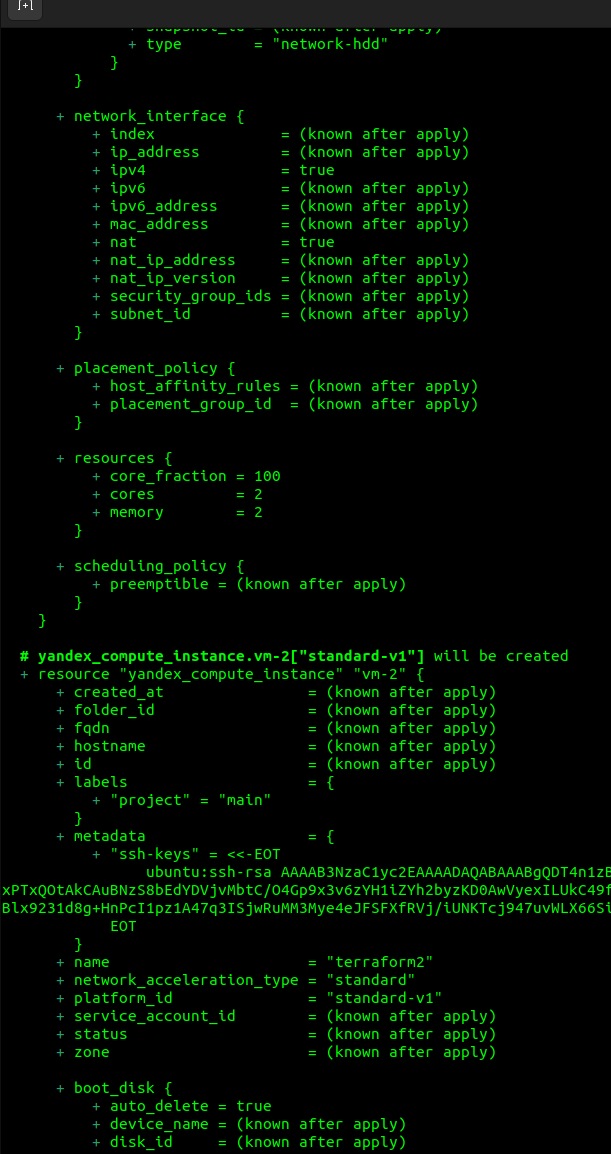 + snapshot_id = (known after apply)
+ type        = "network-hdd"
}
}
+ network_interface {
+ index              = (known after apply)
+ ip_address         = (known after apply)
+ ipv4               = true
+ ipv6               = (known after apply)
+ ipv6_address       = (known after apply)
+ mac_address        = (known after apply)
+ nat                = true
+ nat_ip_address     = (known after apply)
+ nat_ip_version     = (known after apply)
+ security_group_ids = (known after apply)
+ subnet_id          = (known after apply)
}
+ placement_policy {
+ host_affinity_rules = (known after apply)
+ placement_group_id  = (known after apply)
}
+ resources {
+ core_fraction = 100
+ cores         = 2
+ memory        = 2
}
+ scheduling_policy {
+ preemptible = (known after apply)
}
}
# yandex_compute_instance.vm-2["standard-v1"] will be created
+ resource "yandex_compute_instance" "vm-2" {
+ created_at                = (known after apply)
+ folder_id                 = (known after apply)
+ fqdn                      = (known after apply)
+ hostname                  = (known after apply)
+ id                        = (known after apply)
+ labels                    = {
+ "project" = "main"
}
+ metadata                  = {
+ "ssh-keys" = <<-EOT
ubuntu:ssh-rsa AAAAB3NzaC1yc2EAAAADAQABAAABgQDT4n1zB
xPTxQOtAkCAuBNzS8bEdYDVjvMbtC/O4Gp9x3v6zYH1iZYh2byzKD0AwVyexILUkC49f
Blx9231d8g+HnPcI1pz1A47q3ISjwRuMM3Mye4eJFSFXfRVj/iUNKTcj947uvWLX66Si
EOT
}
+ name                      = "terraform2"
+ network_acceleration_type = "standard"
+ platform_id               = "standard-v1"
+ service_account_id        = (known after apply)
+ status                    = (known after apply)
+ zone                      = (known after apply)
+ boot_disk {
+ auto_delete = true
+ device_name = (known after apply)
+ disk_id     = (known after apply)